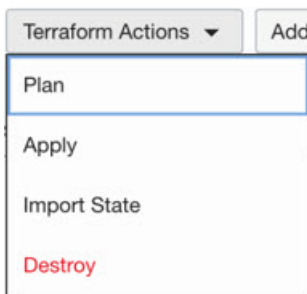 Terraform Actions Add
Plan
Apply
Import State
Destroy